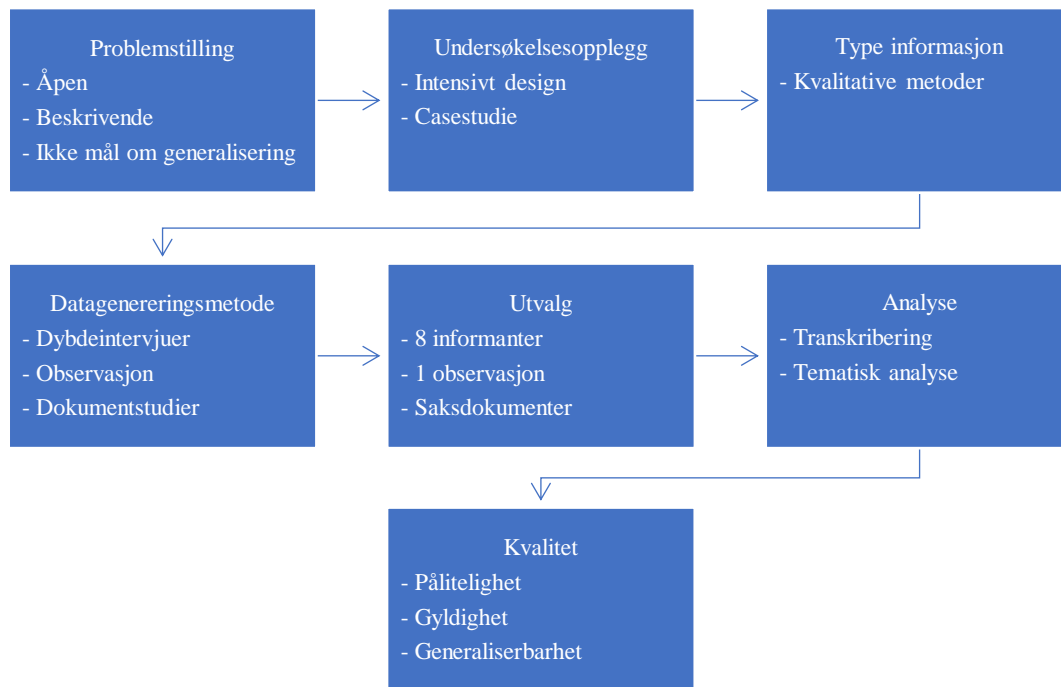 Problemstilling
- Åpen
- Beskrivende
- Ikke mål om generalisering
Undersøkelsesopplegg
- Intensivt design
- Casestudie
Type informasjon
- Kvalitative metoder
Datagenereringsmetode
- Dybdeintervjuer
- Observasjon
- Dokumentstudier
Utvalg
- 8 informanter
- 1 observasjon
- Saksdokumenter
Analyse
- Transkribering
- Tematisk analyse
Kvalitet
- Pålitelighet
- Gyldighet
- Generaliserbarhet